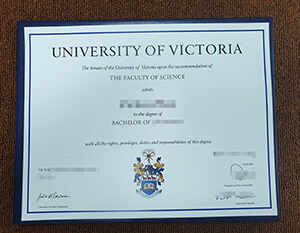 UNIVERSITY OF VICTORIA
The Senate of the University of Victoria upon the recommendation of
THE FACULTY OF SCIENCE
admits
to the degree of
BACHELOR OF
with all the rights, privileges, duties and responsibilities of this degree